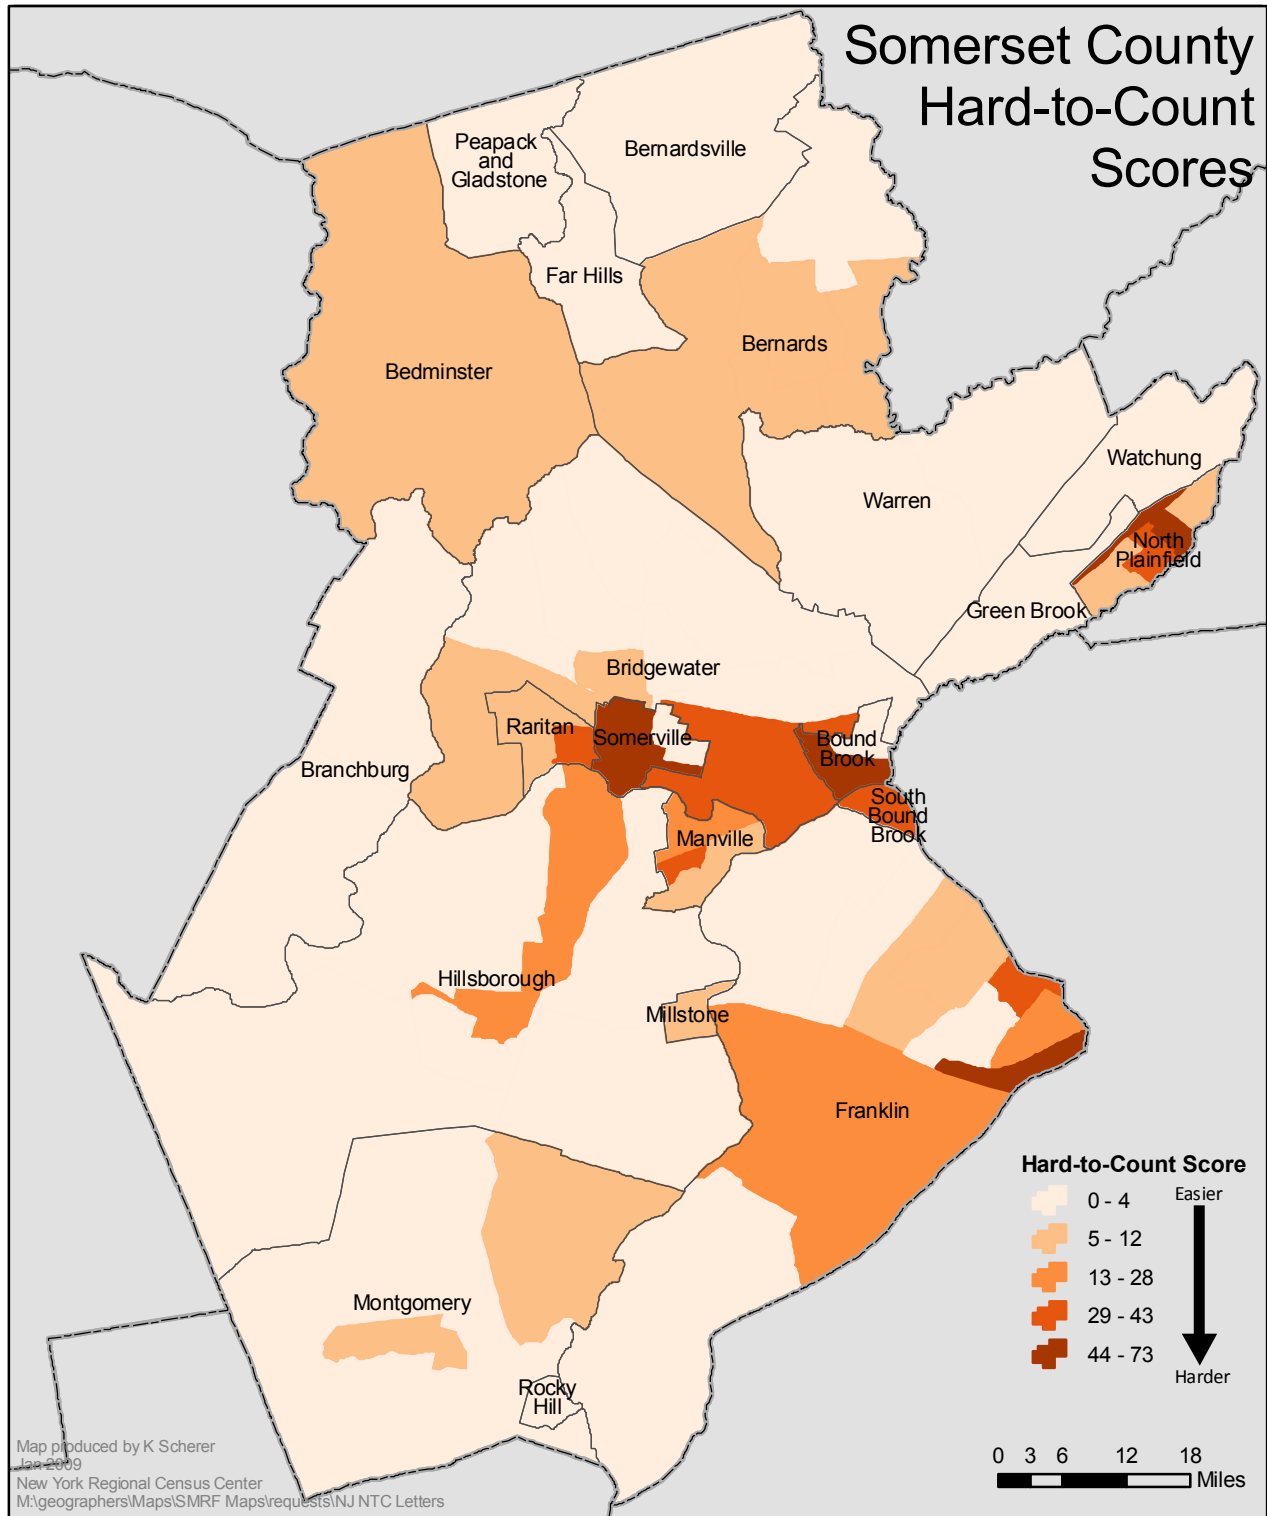 Somerset County
Hard-to-Count
Scores
Peapack
and
Gladstone
Bernardsville
Far Hills
Bernards
Bedminster
Watchung
Warren
North
Plainfield
Green Brook
Bridgewater
Raritan
Somerville
Bound
Brook
Branchburg
South
Bound
Brook
Manville
Hillsborough
Millstone
Franklin
Montgomery
Rocky
Hill
Hard-to-Count Score
0 - 4
5 - 12
13 - 28
29 - 43
44 - 73
Easier
Harder
0 3 6 12 18
Miles
Map produced by K Scherer
Jan 2009
New York Regional Census Center
M:\geographers\Maps\SMRF Maps\requests\NJ NTC Letters